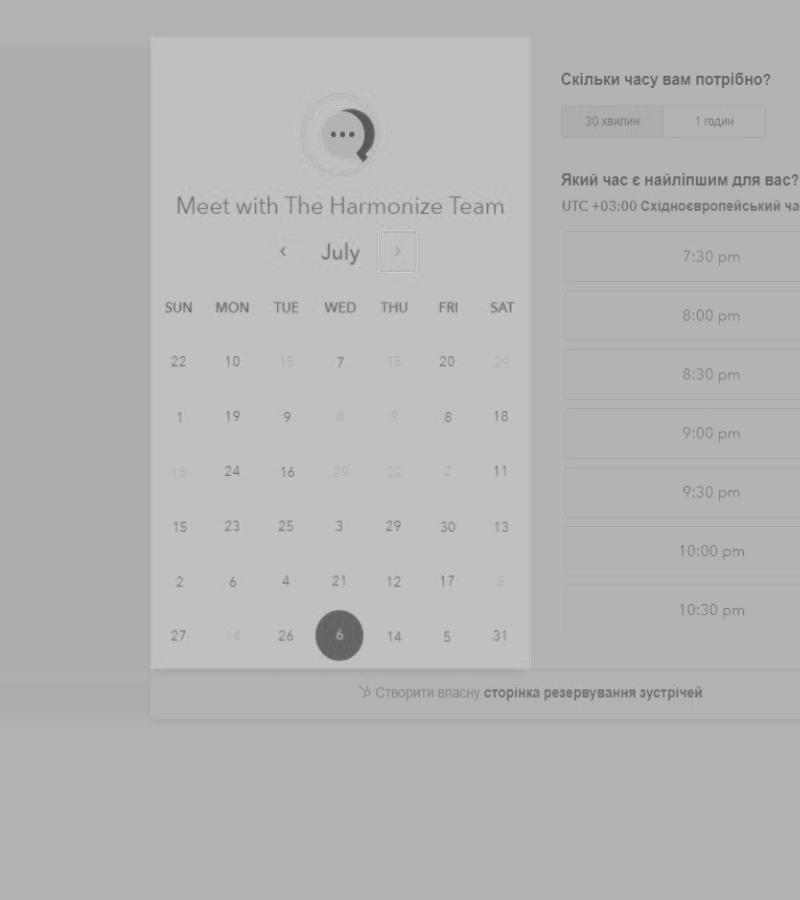 Meet with The Harmonize Team
July
SUN MON TUE WED THU FRI SAT
22 10 15 7 15 20 29
1 19 9 8 9 8 18
18 24 16 29 22 2 11
15 23 25 3 29 30 13
2 6 4 21 12 17 5
27 14 26 6 14 5 31
Скільки часу вам потрібно?
30 хвилин 1 годин
Який час є найліпшим для вас?
UTC +03:00 Східноєвропейський ча
7:30 pm
8:00 pm
8:30 pm
9:00 pm
9:30 pm
10:00 pm
10:30 pm
Створити власну сторінка резервування зустрічей